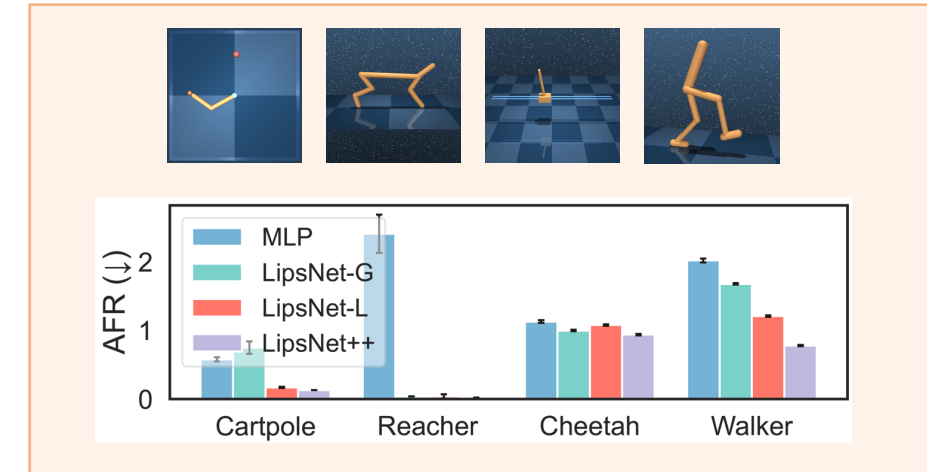 AFR (↓)
2
1
0
MLP
LipsNet-G
LipsNet-L
LipsNet++
Cartpole
Reacher
Cheetah
Walker